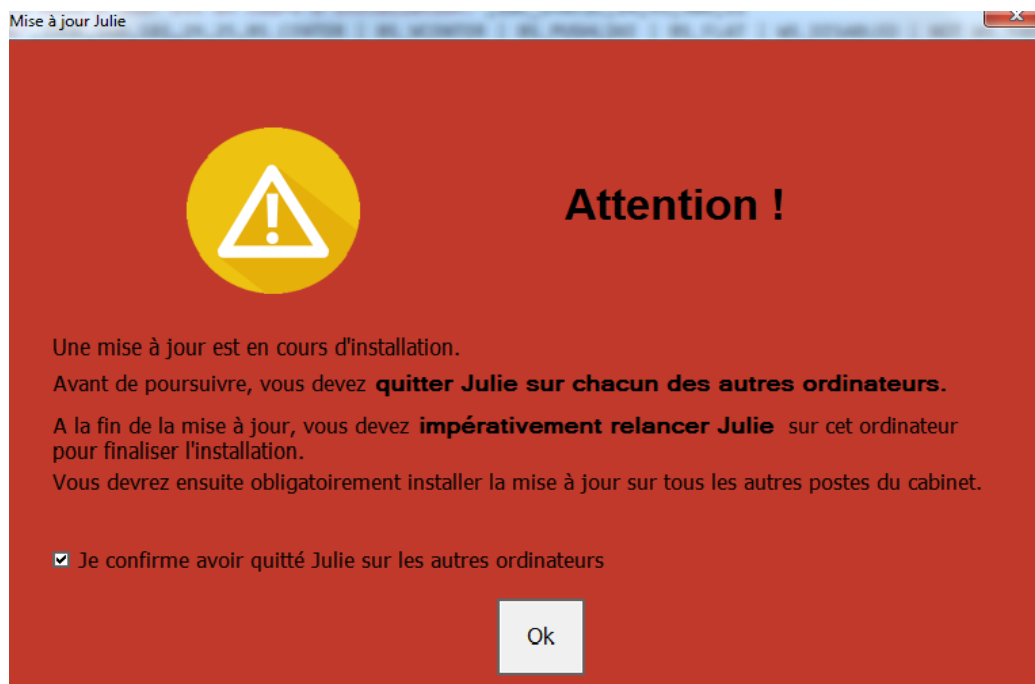 Mise à jour Julie
Attention !
Une mise à jour est en cours d'installation.
Avant de poursuivre, vous devez quitter Julie sur chacun des autres ordinateurs.
A la fin de la mise à jour, vous devez impérativement relancer Julie sur cet ordinateur
pour finaliser l'installation.
Vous devrez ensuite obligatoirement installer la mise à jour sur tous les autres postes du cabinet.
Je confirme avoir quitté Julie sur les autres ordinateurs
Ok